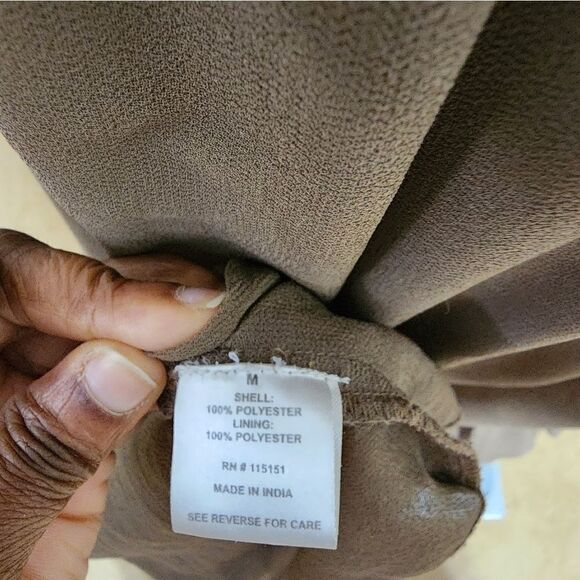 M
SHELL:
100% POLYESTER
LINING:
100% POLYESTER
RN # 115151
MADE IN INDIA
SEE REVERSE FOR CARE